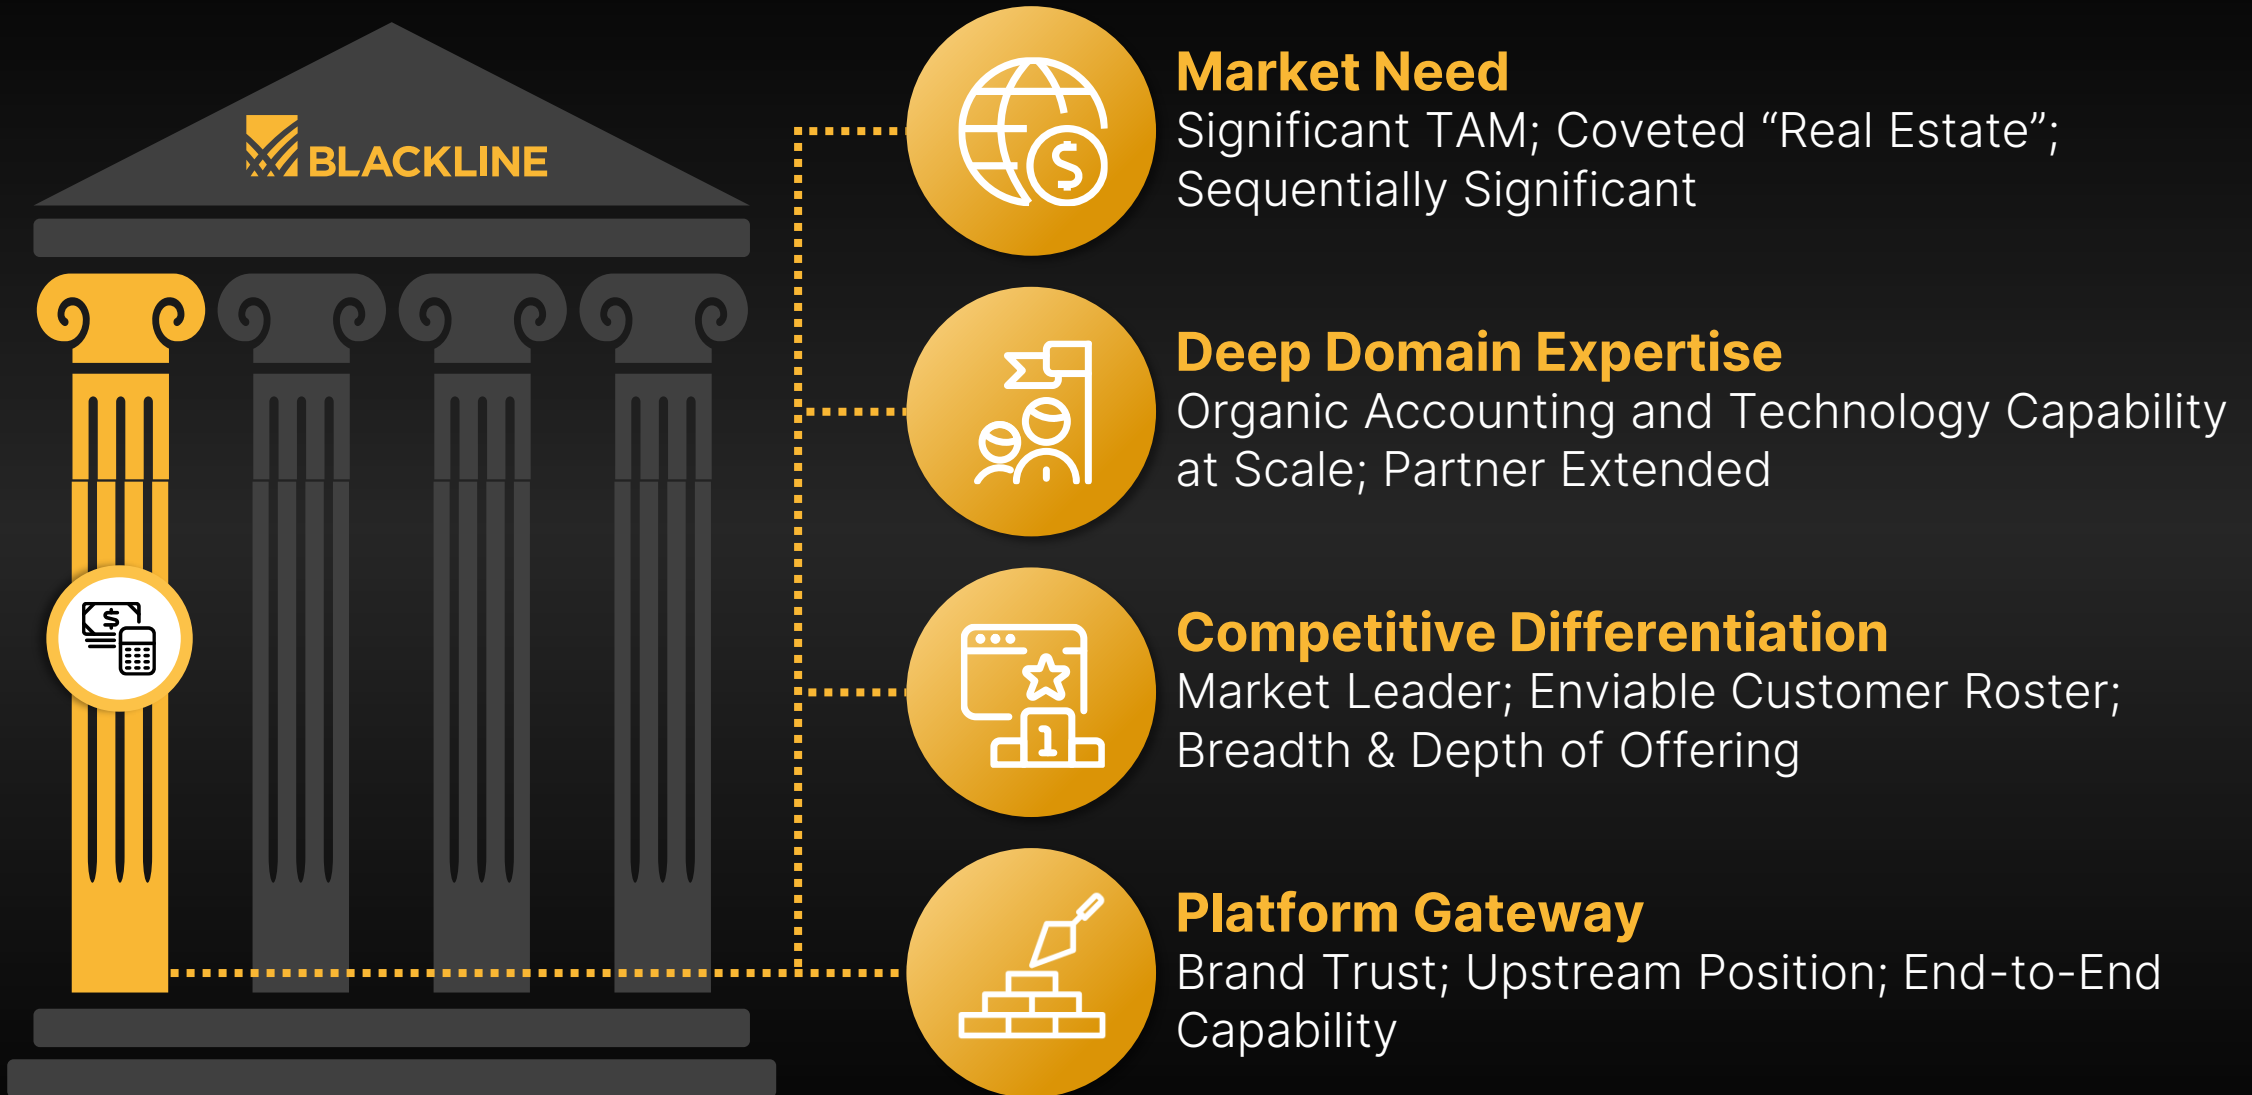 BLACKLINE
Market Need
Significant TAM; Coveted “Real Estate”;
Sequentially Significant
Deep Domain Expertise
Organic Accounting and Technology Capability
at Scale; Partner Extended
Competitive Differentiation
Market Leader; Enviable Customer Roster;
Breadth & Depth of Offering
Platform Gateway
Brand Trust; Upstream Position; End-to-End
Capability
$
$
1